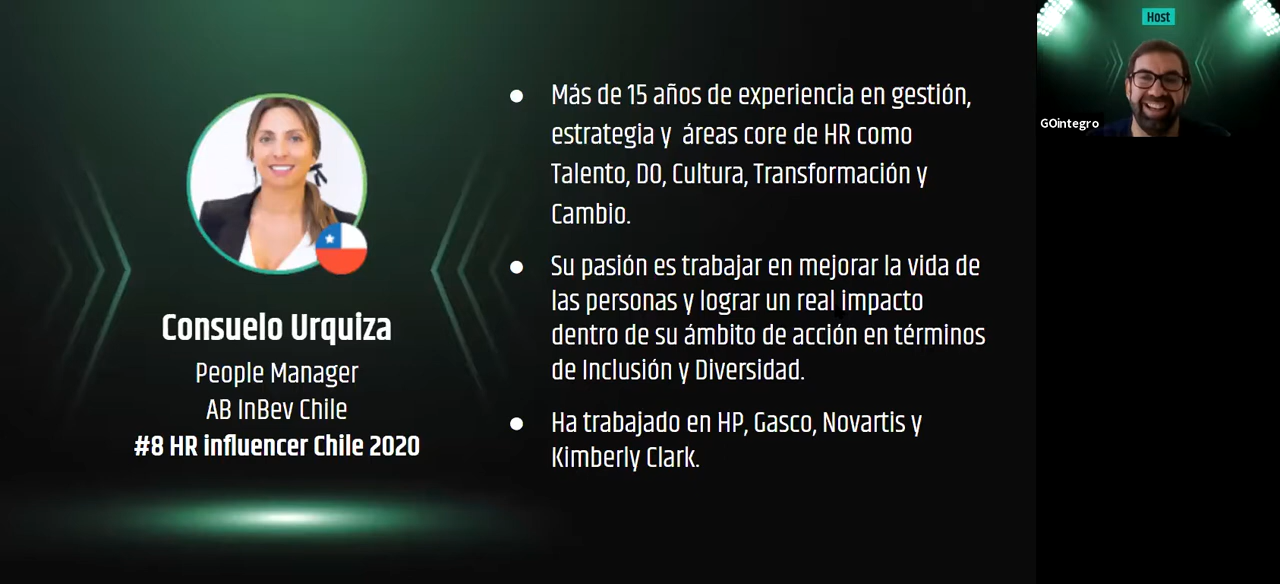 Host
GOintegro
Consuelo Urquiza
People Manager
AB InBev Chile
#8 HR influencer Chile 2020
Más de 15 años de experiencia en gestión,
estrategia y áreas core de HR como
Talento, DO, Cultura, Transformación y
Cambio.
Su pasión es trabajar en mejorar la vida de
las personas y lograr un real impacto
dentro de su ámbito de acción en términos
de Inclusión y Diversidad.
Ha trabajado en HP, Gasco, Novartis y
Kimberly Clark.